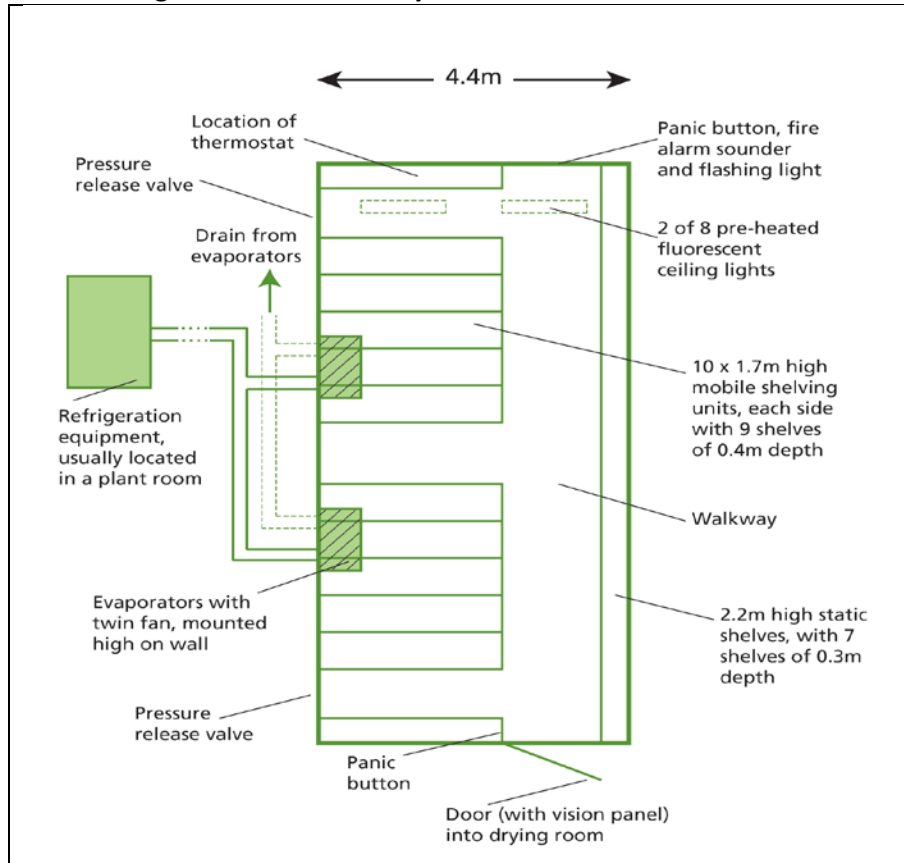 4.4m
Location of
thermostat
Pressure
release valve
Panic button, fire
alarm sounder
and flashing light
Drain from
evaporators
2 of 8 pre-heated
fluorescent
ceiling lights
Refrigeration
equipment,
usually located
in a plant room
10 x 1.7m high
mobile shelving
units, each side
with 9 shelves
of 0.4m depth
Walkway
Evaporators with
twin fan, mounted
high on wall
2.2m high static
shelves, with 7
shelves of 0.3m
depth
Pressure
release valve
Panic
button
Door (with vision panel)
into drying room